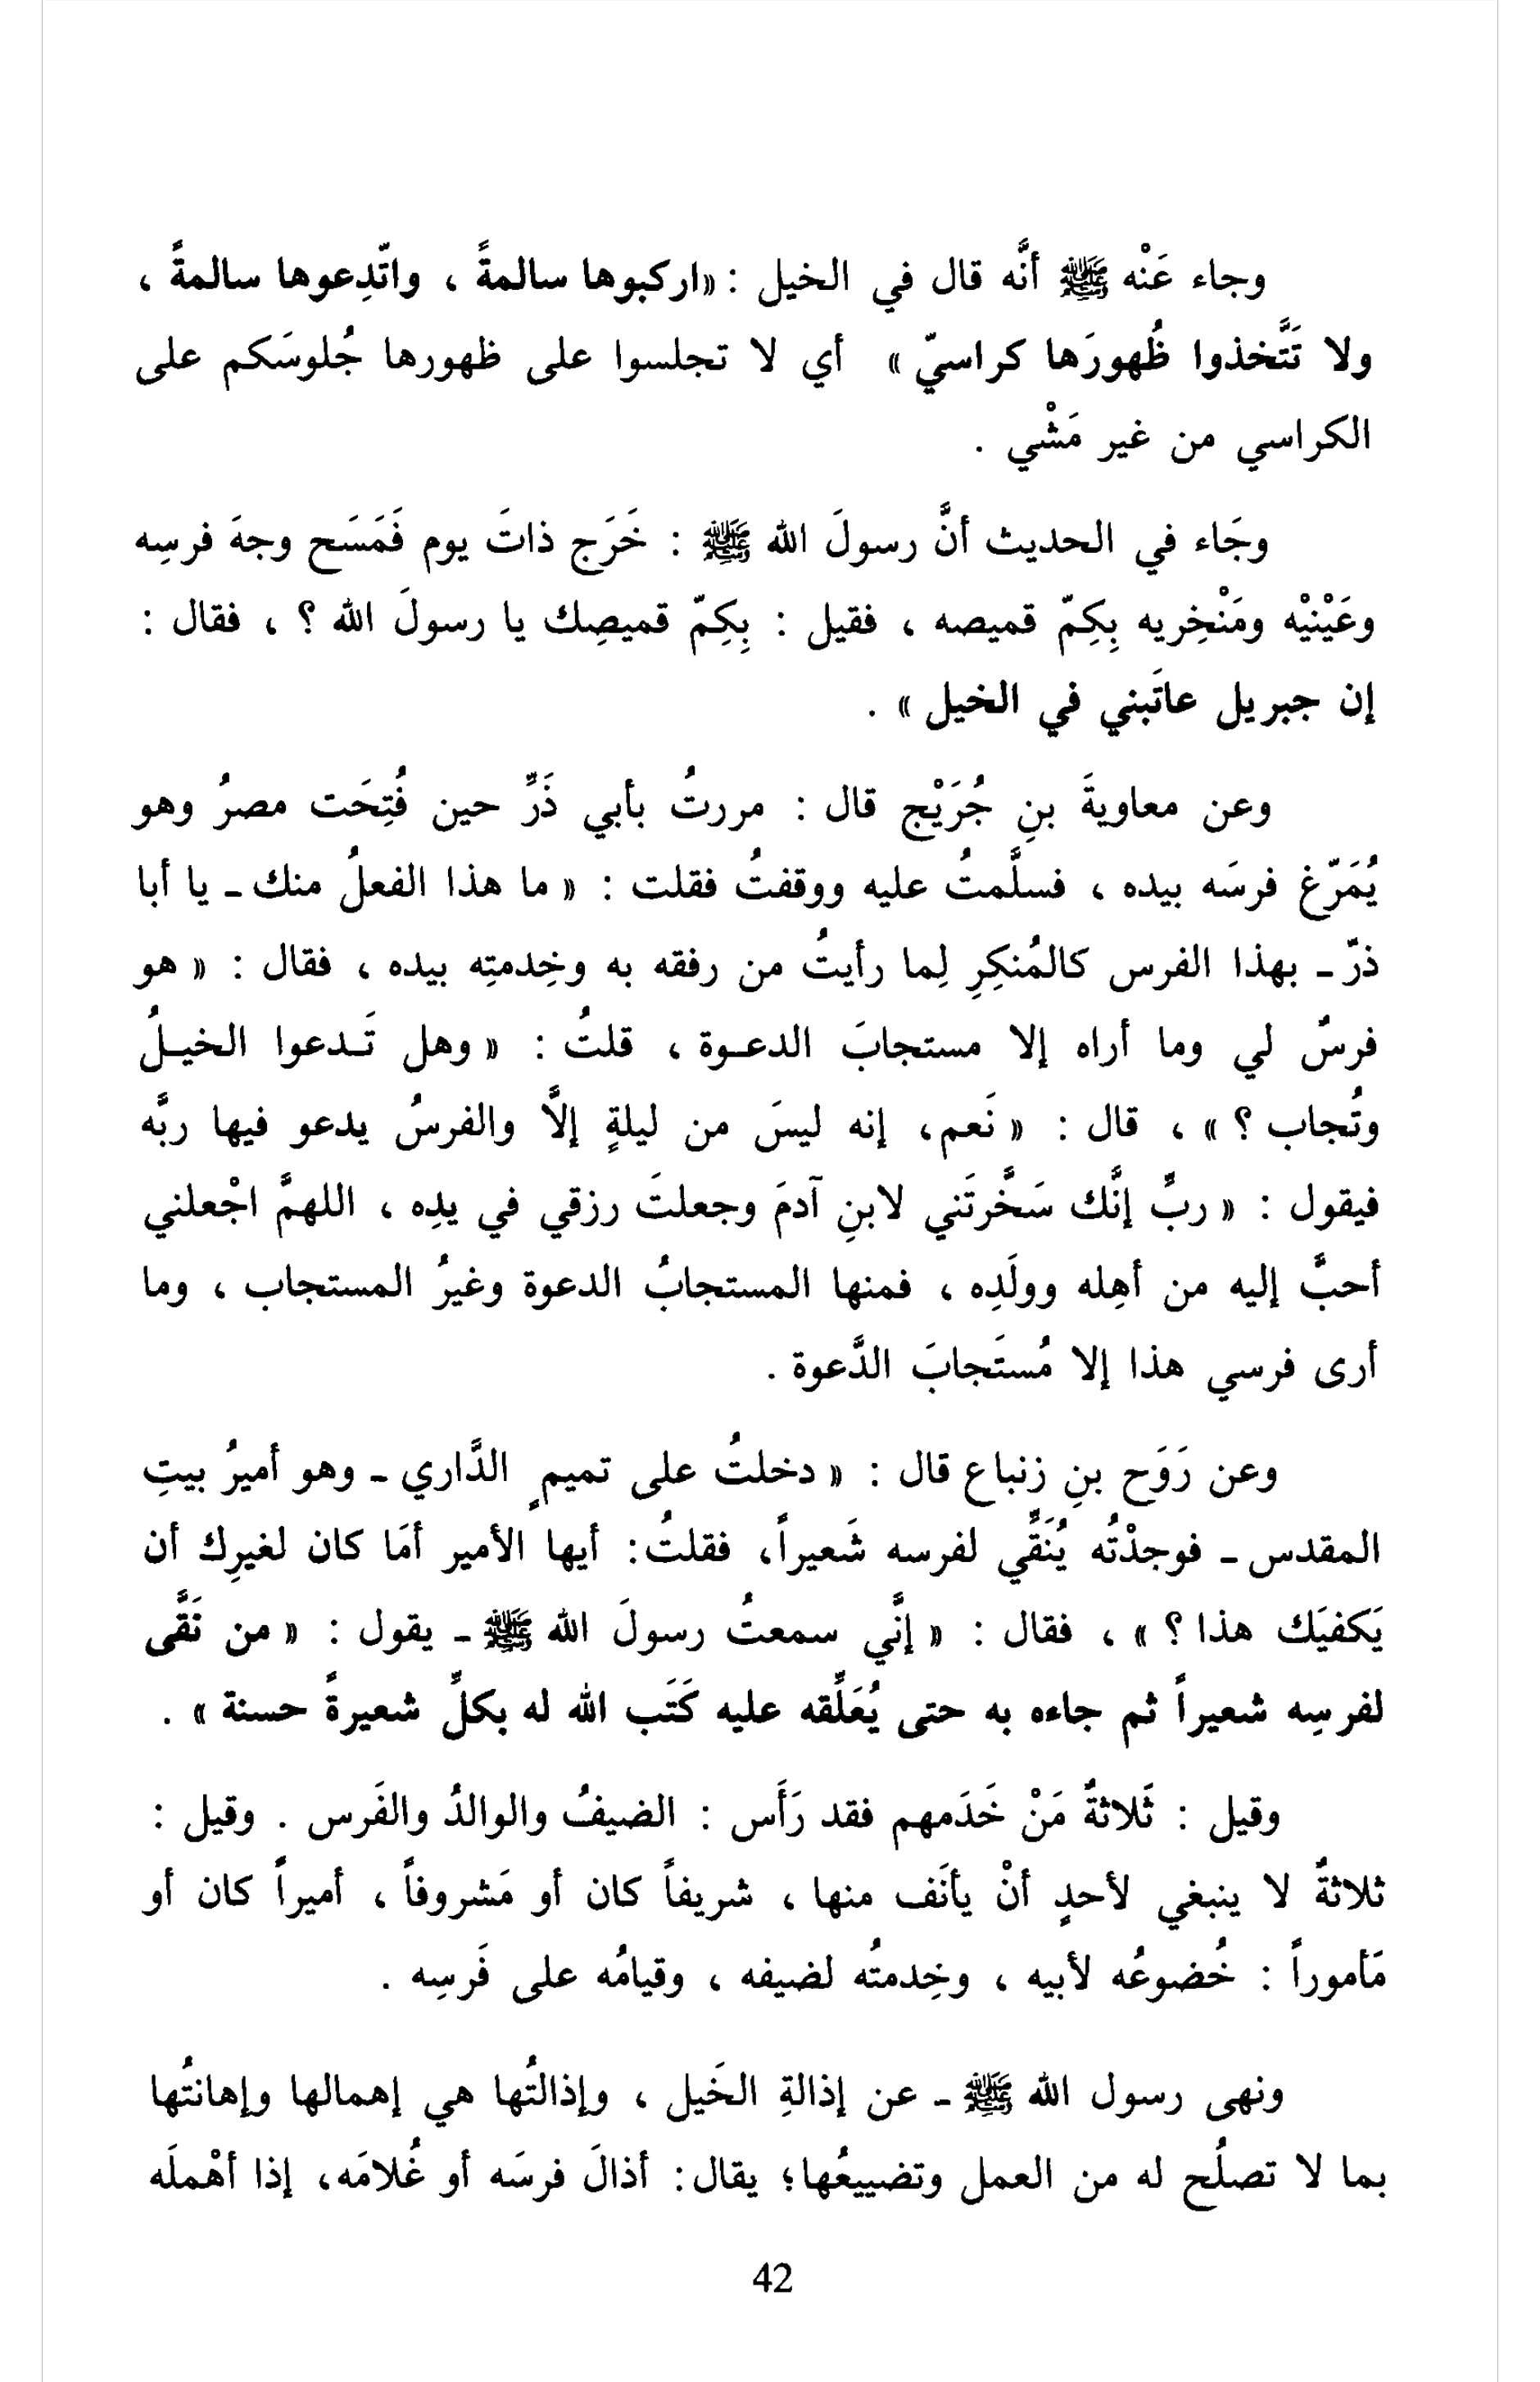 وجاء عَنْه ﷺ أنَّه قال في الخيل : «اركبوها سالمةً ، واتّدِعوها سالمةً ،
ولا تَتَّخذوا ظُهورَها كراسيّ » أي لا تجلسوا على ظهورها جُلوسَكم على
الكراسي من غير مَشْي .
وجَاء في الحديث أنَّ رسولَ الله ﷺ : خَرَج ذاتَ يوم فَمَسَح وجهَ فرسِه
وعَيْنيْه ومَنْخِريه بِكِمّ قميصه ، فقيل : بِكِمّ قميصِك يا رسولَ الله ؟ ، فقال :
إن جبريل عاتَبني في الخيل » .
وعن معاويةَ بنِ جُرَيْج قال : مررتُ بأبي ذَرٍّ حين فُتِحَت مصرُ وهو
يُمَرّغ فرسَه بيده ، فسلَّمتُ عليه ووقفتُ فقلت : « ما هذا الفعلُ منك ـ يا أبا
ذرّ ـ بهذا الفرس كالمُنكِرِ لِما رأيتُ من رفقه به وخِدمتِه بيده ، فقال : « هو
فرسٌ لي وما أراه إلا مستجابَ الدعـوة ، قلتُ : « وهل تَـدعوا الخيـلُ
وتُجاب ؟ » ، قال : « نَعم، إنه ليسَ من ليلةٍ إلاَّ والفرسُ يدعو فيها ربَّه
فيقول : « ربِّ إنَّك سَخَّرتَني لابنِ آدمَ وجعلتَ رزقي في يدِه ، اللهمَّ اجْعلني
أحبَّ إليه من أهِله وولَدِه ، فمنها المستجابُ الدعوة وغيرُ المستجاب ، وما
أرى فرسي هذا إلا مُستَجابَ الدَّعوة .
وعن رَوَح بنِ زنباع قال : « دخلتُ على تميمٍ الدَّاري ـ وهو أميرُ بيتِ
المقدس ـ فوجدْتُه يُنَقِّي لفرسه شَعيراً، فقلتُ: أيها الأمير أمَا كان لغيرِك أن
يَكفيَك هذا ؟ » ، فقال : « إنَّي سمعتُ رسولَ الله ﷺ ـ يقول : « من نَقَّى
لفرسِه شعيراً ثم جاءه به حتى يُعَلِّقه عليه كَتَب الله له بكلِّ شعيرةً حسنة » .
وقيل : ثَلاثةٌ مَنْ خَدَمهم فقد رَأَس : الضيفُ والوالدُ والفَرس . وقيل :
ثلاثةٌ لا ينبغي لأحدٍ أنْ يأنَف منها ، شريفاً كان أو مَشروفاً ، أميراً كان أو
مَأموراً : خُضوعُه لأبيه ، وخِدمتُه لضيفه ، وقيامُه على فَرسِه .
ونهى رسول الله ﷺ ـ عن إذالةِ الخَيل ، وإذالتُها هي إهمالها وإهانتُها
بما لا تصلُح له من العمل وتضييعُها؛ يقال: أذالَ فرسَه أو غُلامَه، إذا أهْملَه
42